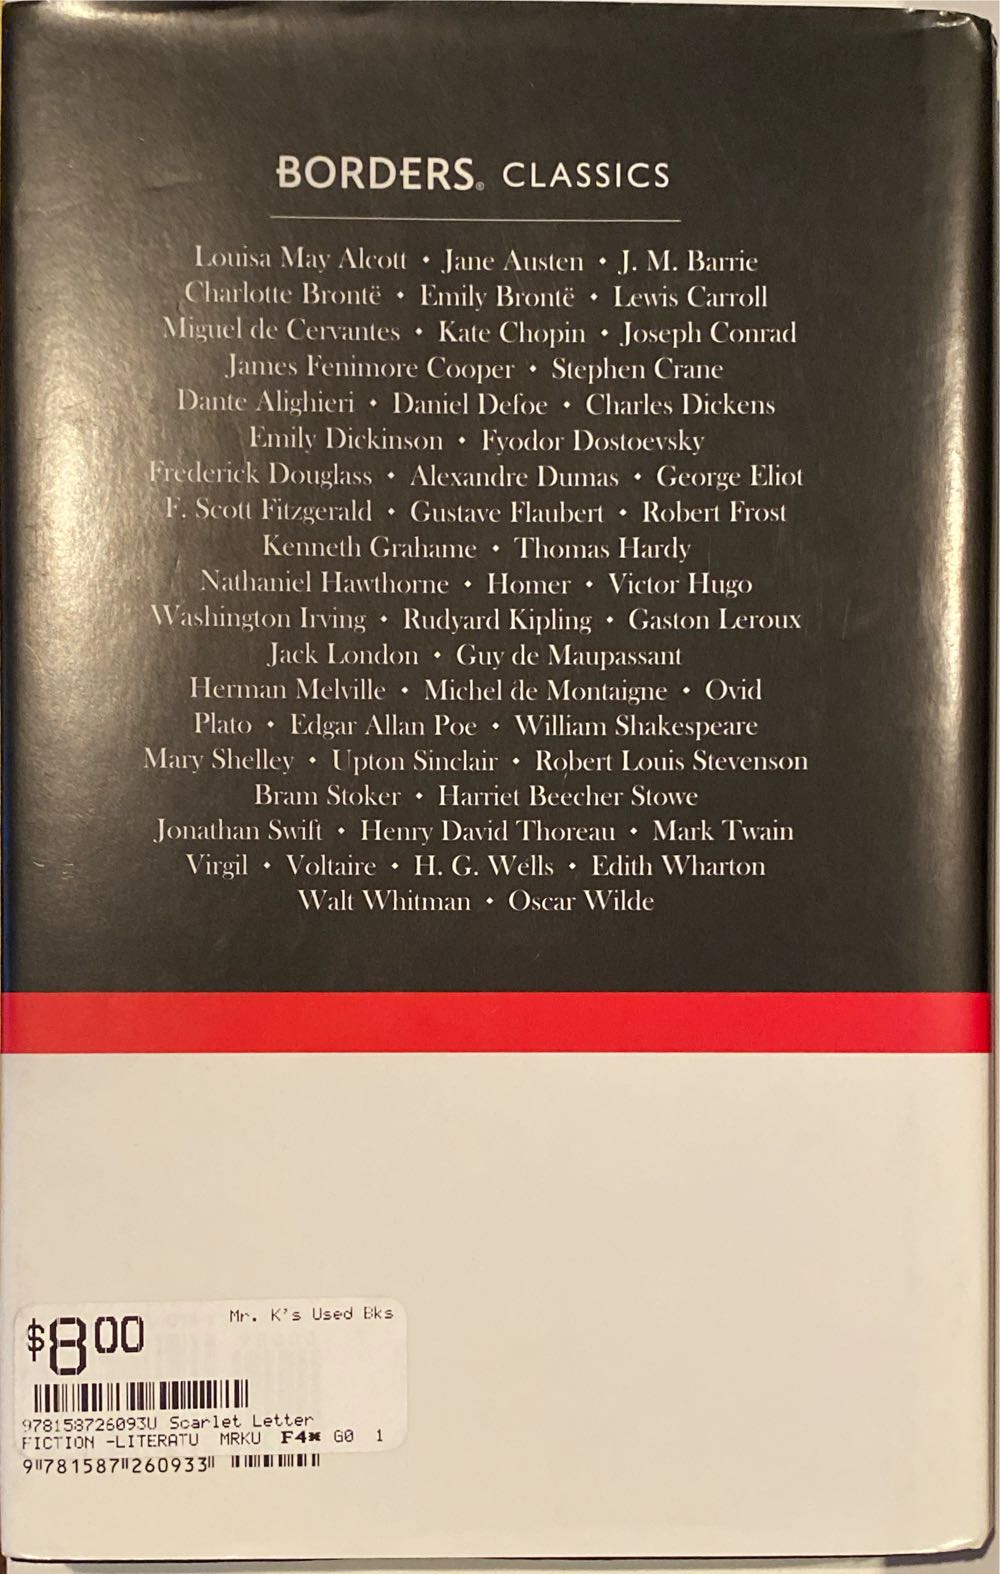 BORDERS® CLASSICS
Louisa May Alcott • Jane Austen • J. M. Barrie
Charlotte Brontë • Emily Brontë • Lewis Carroll
Miguel de Cervantes • Kate Chopin • Joseph Conrad
James Fenimore Cooper • Stephen Crane
Dante Alighieri • Daniel Defoe • Charles Dickens
Emily Dickinson • Fyodor Dostoevsky
Frederick Douglass • Alexandre Dumas • George Eliot
F. Scott Fitzgerald • Gustave Flaubert • Robert Frost
Kenneth Grahame • Thomas Hardy
Nathaniel Hawthorne • Homer • Victor Hugo
Washington Irving • Rudyard Kipling • Gaston Leroux
Jack London • Guy de Maupassant
Herman Melville • Michel de Montaigne • Ovid
Plato • Edgar Allan Poe • William Shakespeare
Mary Shelley • Upton Sinclair • Robert Louis Stevenson
Bram Stoker • Harriet Beecher Stowe
Jonathan Swift • Henry David Thoreau • Mark Twain
Virgil • Voltaire • H. G. Wells • Edith Wharton
Walt Whitman • Oscar Wilde
Mr. K's Used Bks
$8.00
978158726093U Scarlet Letter
FICTION -LITERATU MRKU F4* G0 1
9 781587 260933